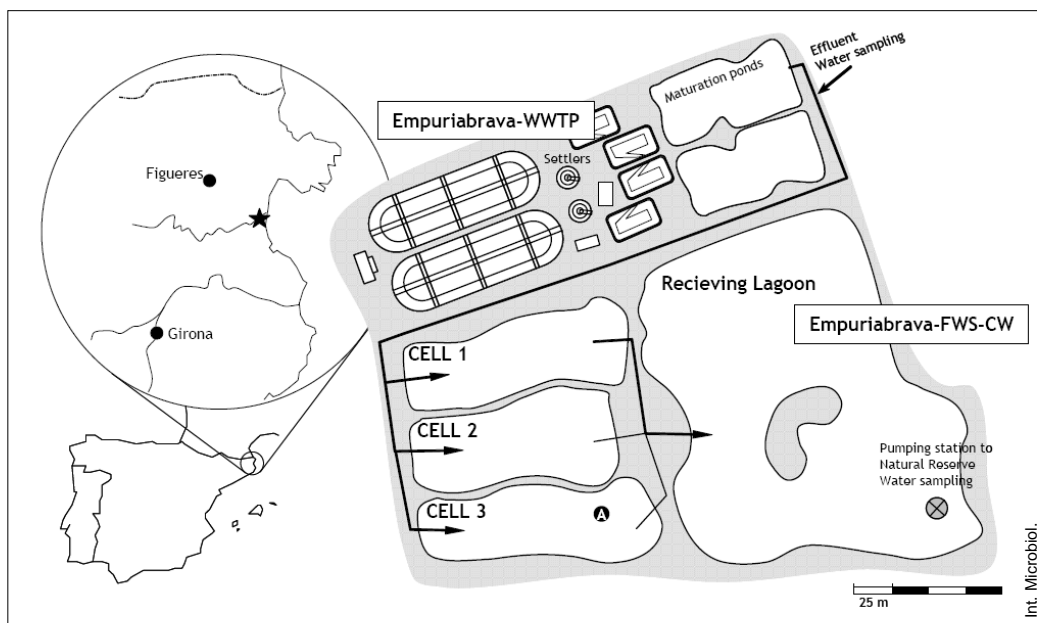 Effluent
Water sampling
Maturation ponds
Empuriabrava-WWTP
Settlers
Figueres
Girona
Recieving Lagoon
Empuriabrava-FWS-CW
CELL 1
CELL 2
CELL 3
A
Pumping station to
Natural Reserve
Water sampling
25 m
Int. Microbiol.